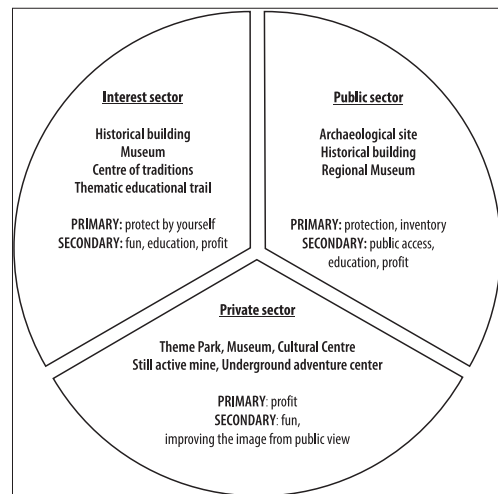 Interest sector
Historical building
Museum
Centre of traditions
Thematic educational trail
PRIMARY: protect by yourself
SECONDARY: fun, education, profit
Public sector
Archaeological site
Historical building
Regional Museum
PRIMARY: protection, inventory
SECONDARY: public access,
education, profit
Private sector
Theme Park, Museum, Cultural Centre
Still active mine, Underground adventure center
PRIMARY: profit
SECONDARY: fun,
improving the image from public view